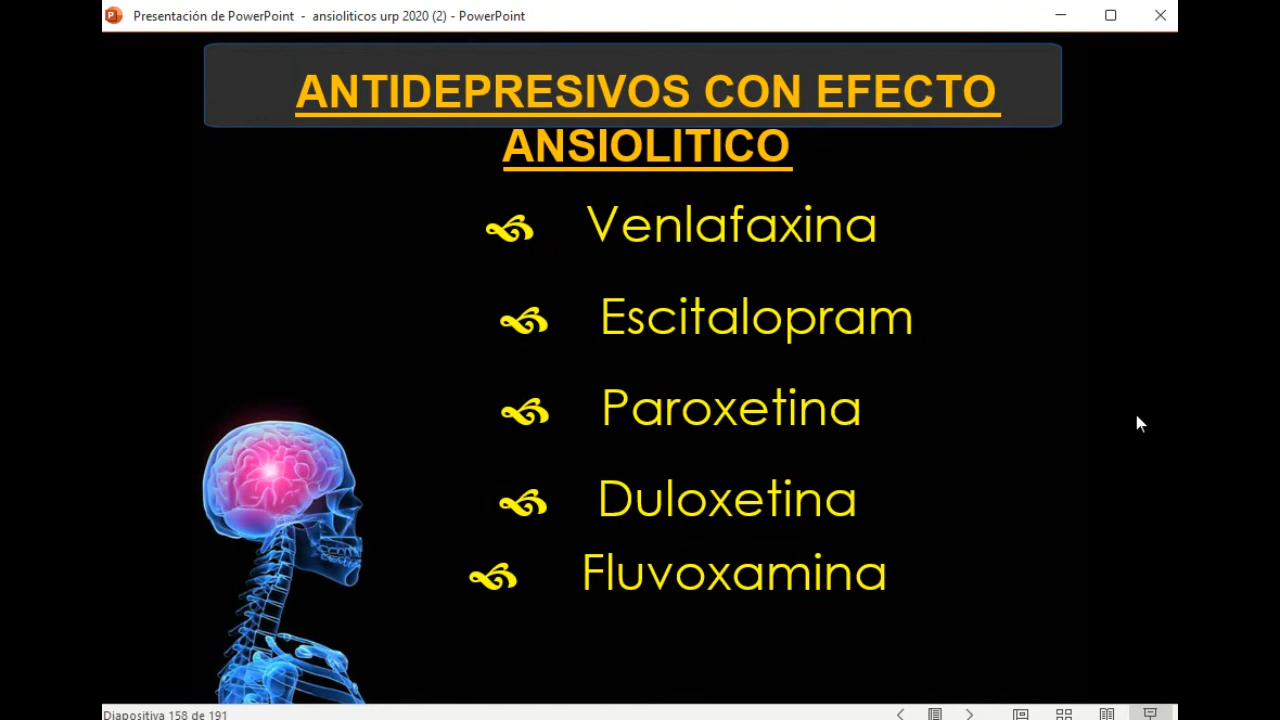 Presentación de PowerPoint - ansioliticos urp 2020 (2) - PowerPoint
ANTIDEPRESIVOS CON EFECTO
ANSIOLITICO
Venlafaxina
Escitalopram
Paroxetina
Duloxetina
Fluvoxamina
Diapositiva 158 de 191